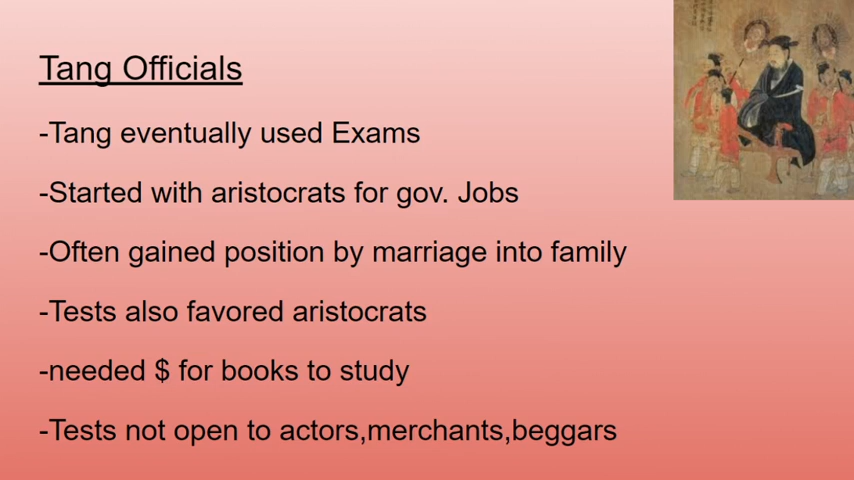 Tang Officials
-Tang eventually used Exams
-Started with aristocrats for gov. Jobs
-Often gained position by marriage into family
-Tests also favored aristocrats
-needed $ for books to study
-Tests not open to actors,merchants,beggars